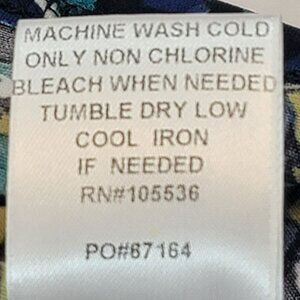 MACHINE WASH COLD
ONLY NON CHLORINE
BLEACH WHEN NEEDED
TUMBLE DRY LOW
COOL IRON
IF NEEDED
RN#105536
PO#67164